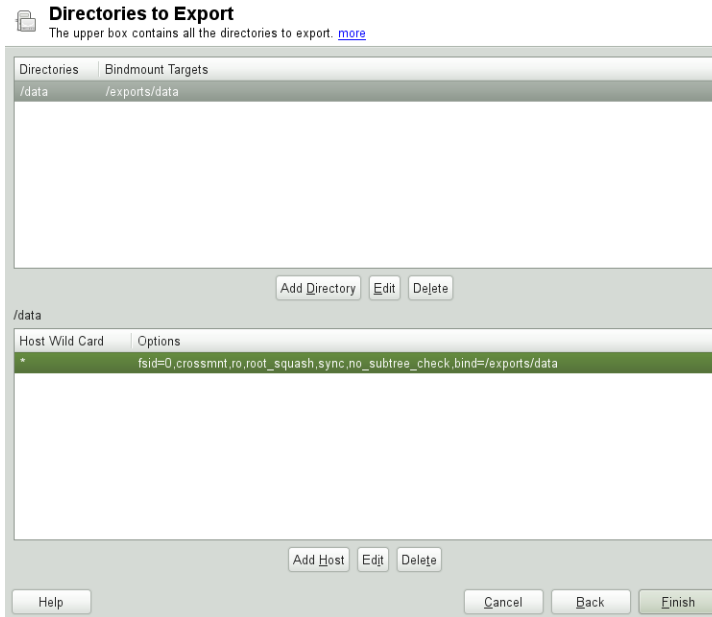 Directories to Export
The upper box contains all the directories to export. more
Directories Bindmount Targets
/data /exports/data
Add Directory Edit Delete
/data
Host Wild Card Options
* fsid=0,crossmnt,ro,root_squash,sync,no_subtree_check,bind=/exports/data
Add Host Edit Delete
Help Cancel Back Finish